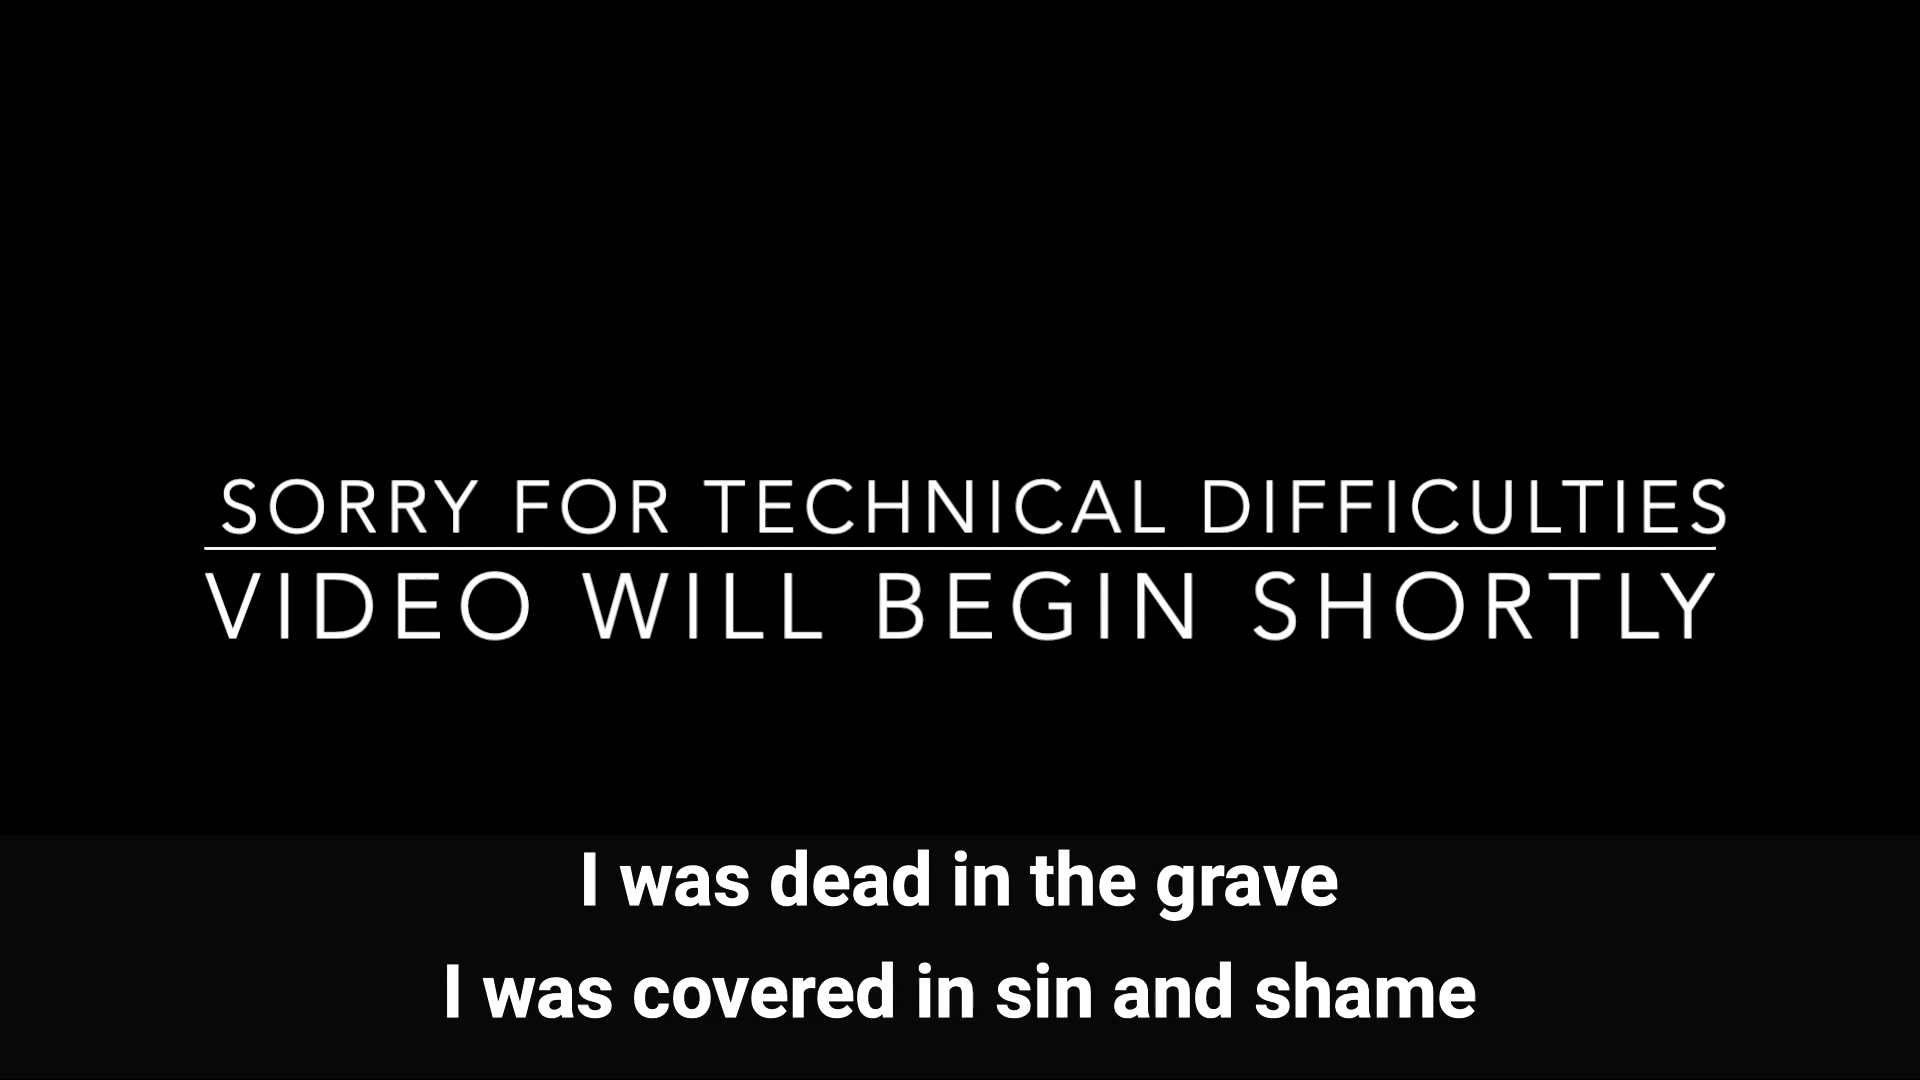 SORRY FOR TECHNICAL DIFFICULTIES
VIDEO WILL BEGIN SHORTLY
I was dead in the grave
I was covered in sin and shame